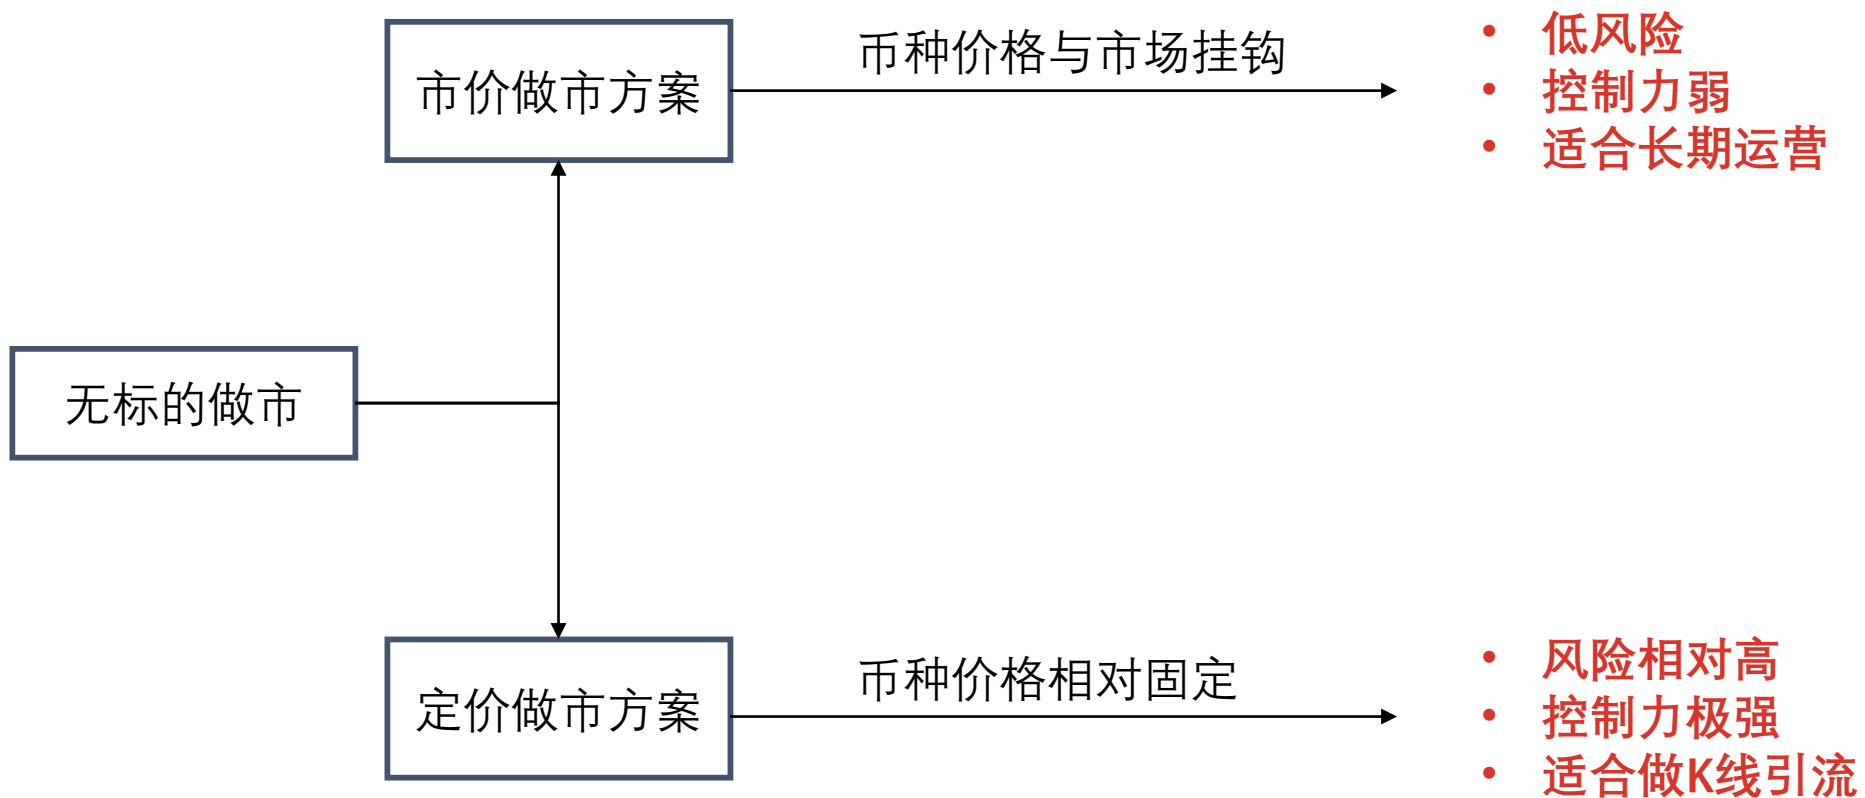 市价做市方案
币种价格与市场挂钩
• 低风险
• 控制力弱
• 适合长期运营
无标的做市
定价做市方案
币种价格相对固定
• 风险相对高
• 控制力极强
• 适合做K线引流